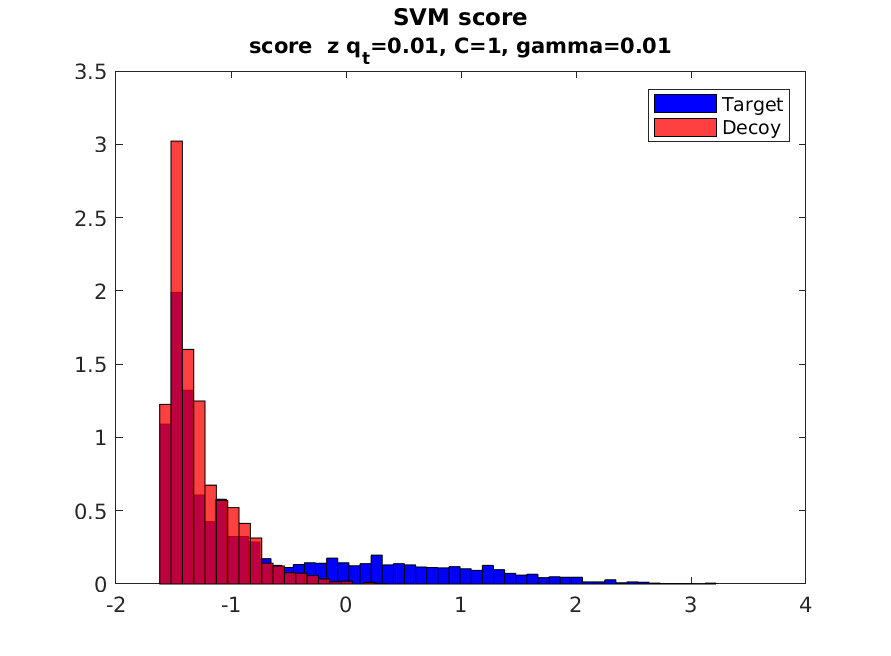 SVM score
score z q_t=0.01, C=1, gamma=0.01
3.5
3
2.5
2
1.5
1
0.5
0
-2 -1 0 1 2 3 4
Target
Decoy